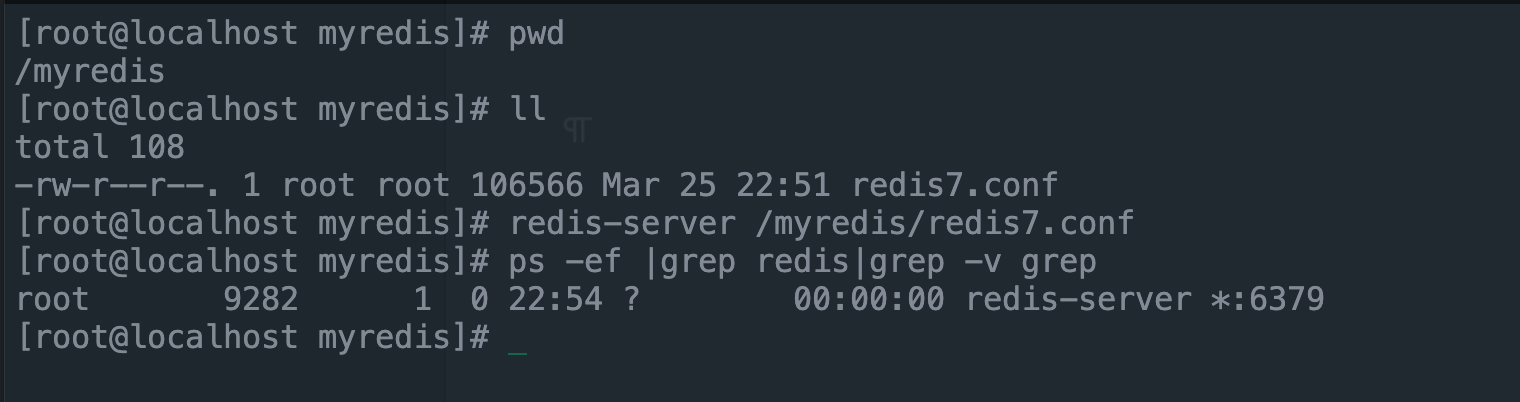 [root@localhost myredis]# pwd
/myredis
[root@localhost myredis]# ll
total 108
-rw-r--r--. 1 root root 106566 Mar 25 22:51 redis7.conf
[root@localhost myredis]# redis-server /myredis/redis7.conf
[root@localhost myredis]# ps -ef |grep redis|grep -v grep
root       9282      1  0 22:54 ?        00:00:00 redis-server *:6379
[root@localhost myredis]# _